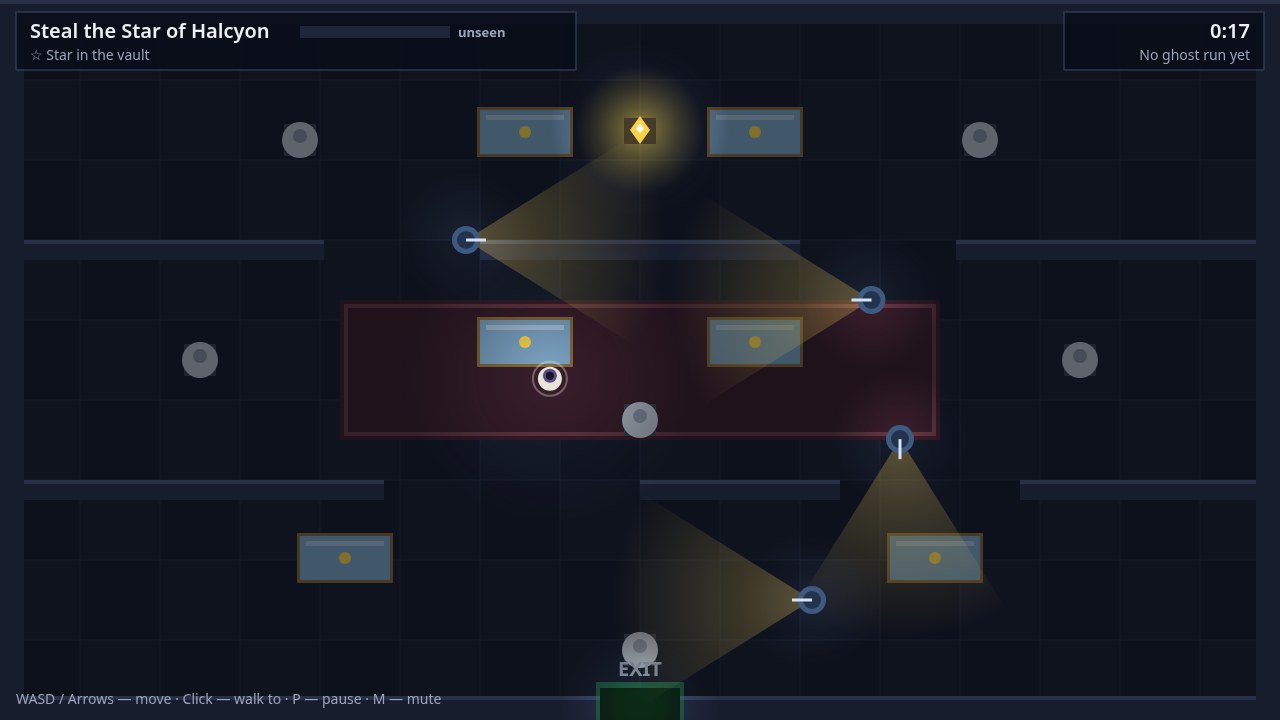 Steal the Star of Halcyon
unseen
☆ Star in the vault
0:17
No ghost run yet
EXIT
WASD / Arrows — move · Click — walk to · P — pause · M — mute